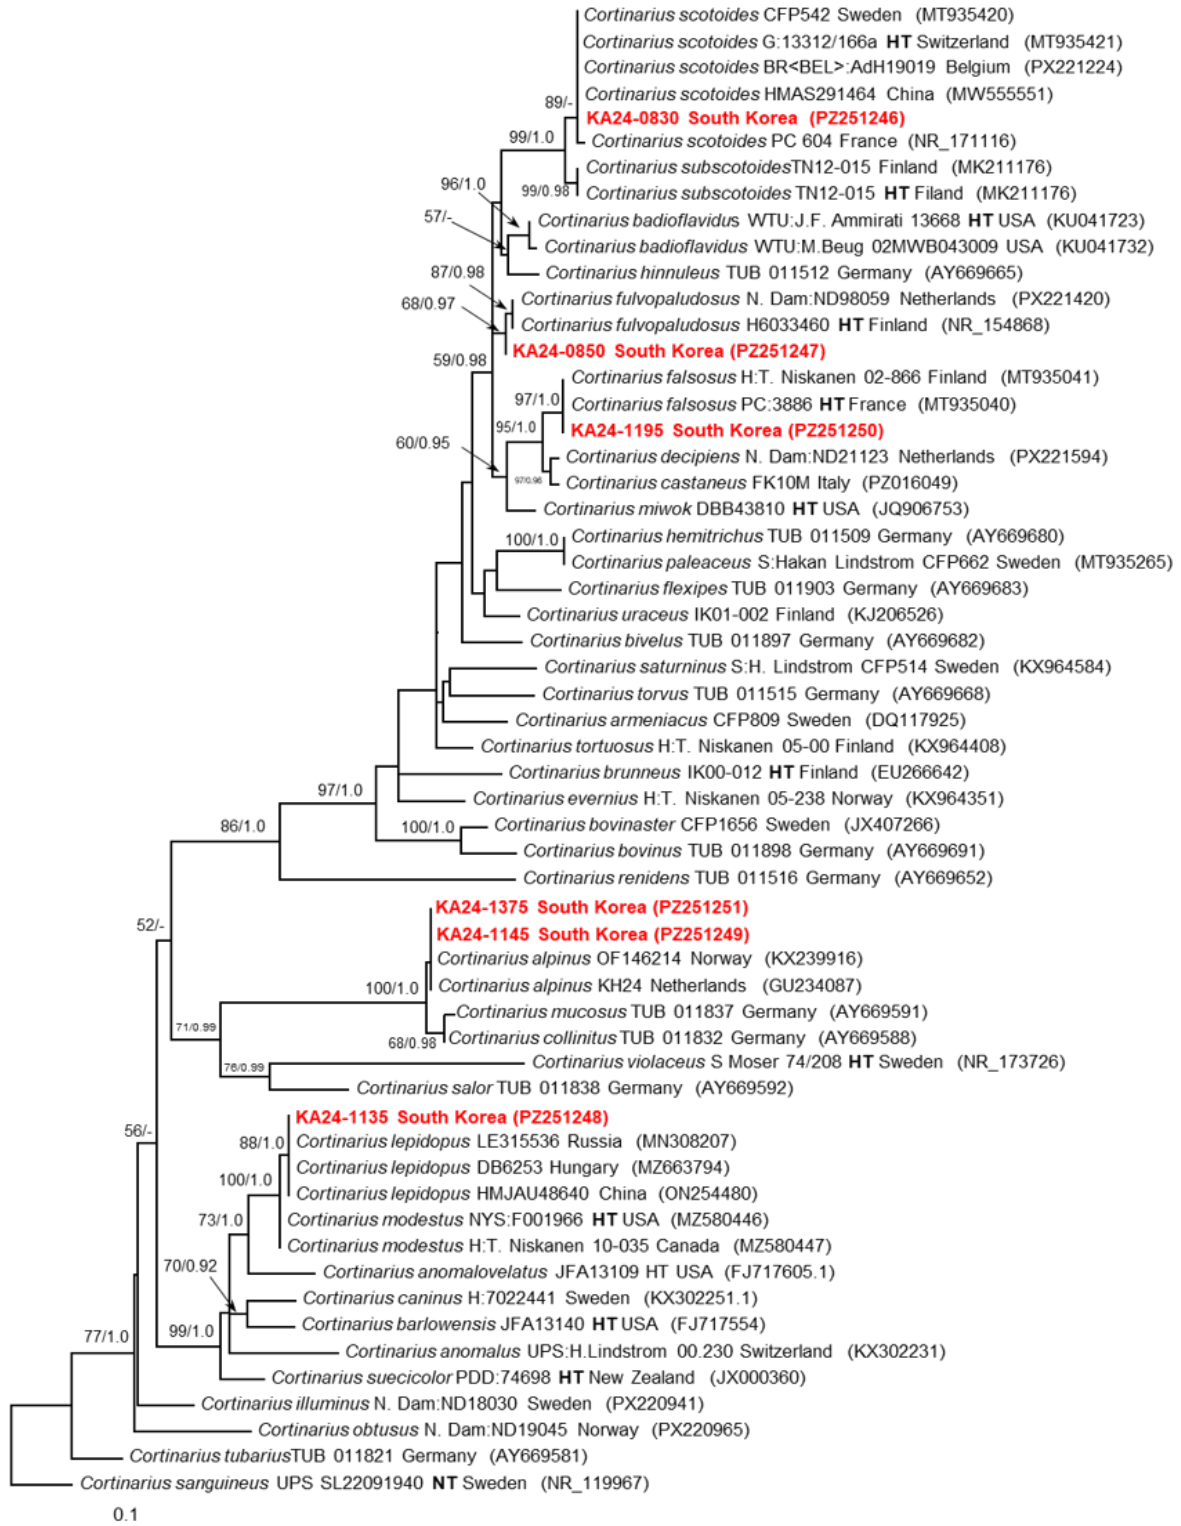 Cortinarius scotoides CFP542 Sweden (MT935420)
Cortinarius scotoides G:13312/166a HT Switzerland (MT935421)
Cortinarius scotoides BR<BEL>:AdH19019 Belgium (PX221224)
Cortinarius scotoides HMAS291464 China (MW555551)
89/-
KA24-0830 South Korea (PZ251246)
99/1.0
Cortinarius scotoides PC 604 France (NR_171116)
Cortinarius subscotoidesTN12-015 Finland (MK211176)
96/1.0
99/0.98
Cortinarius subscotoides TN12-015 HT Filand (MK211176)
57/-
Cortinarius badioflavidus WTU:J.F. Ammirati 13668 HT USA (KU041723)
Cortinarius badioflavidus WTU:M.Beug 02MWB043009 USA (KU041732)
87/0.98
Cortinarius hinnuleus TUB 011512 Germany (AY669665)
68/0.97
Cortinarius fulvopaludosus N. Dam:ND98059 Netherlands (PX221420)
Cortinarius fulvopaludosus H6033460 HT Finland (NR_154868)
59/0.98
KA24-0850 South Korea (PZ251247)
Cortinarius falsosus H:T. Niskanen 02-866 Finland (MT935041)
97/1.0
Cortinarius falsosus PC:3886 HT France (MT935040)
95/1.0
KA24-1195 South Korea (PZ251250)
60/0.95
Cortinarius decipiens N. Dam:ND21123 Netherlands (PX221594)
97/0.96
Cortinarius castaneus FK10M Italy (PZ016049)
Cortinarius miwok DBB43810 HT USA (JQ906753)
100/1.0
Cortinarius hemitrichus TUB 011509 Germany (AY669680)
Cortinarius paleaceus S:Hakan Lindstrom CFP662 Sweden (MT935265)
Cortinarius flexipes TUB 011903 Germany (AY669683)
Cortinarius uraceus IK01-002 Finland (KJ206526)
Cortinarius bivelus TUB 011897 Germany (AY669682)
Cortinarius saturninus S:H. Lindstrom CFP514 Sweden (KX964584)
Cortinarius torvus TUB 011515 Germany (AY669668)
Cortinarius armeniacus CFP809 Sweden (DQ117925)
Cortinarius tortuosus H:T. Niskanen 05-00 Finland (KX964408)
Cortinarius brunneus IK00-012 HT Finland (EU266642)
97/1.0
Cortinarius evernius H:T. Niskanen 05-238 Norway (KX964351)
86/1.0
100/1.0
Cortinarius bovinaster CFP1656 Sweden (JX407266)
Cortinarius bovinus TUB 011898 Germany (AY669691)
Cortinarius renidens TUB 011516 Germany (AY669652)
KA24-1375 South Korea (PZ251251)
52/-
KA24-1145 South Korea (PZ251249)
Cortinarius alpinus OF146214 Norway (KX239916)
100/1.0
Cortinarius alpinus KH24 Netherlands (GU234087)
Cortinarius mucosus TUB 011837 Germany (AY669591)
71/0.99
68/0.98
Cortinarius collinitus TUB 011832 Germany (AY669588)
76/0.99
Cortinarius violaceus S Moser 74/208 HT Sweden (NR_173726)
Cortinarius salor TUB 011838 Germany (AY669592)
KA24-1135 South Korea (PZ251248)
56/-
88/1.0
Cortinarius lepidopus LE315536 Russia (MN308207)
Cortinarius lepidopus DB6253 Hungary (MZ663794)
100/1.0
Cortinarius lepidopus HMJAU48640 China (ON254480)
73/1.0
Cortinarius modestus NYS:F001966 HT USA (MZ580446)
Cortinarius modestus H:T. Niskanen 10-035 Canada (MZ580447)
70/0.92
Cortinarius anomalovelatus JFA13109 HT USA (FJ717605.1)
Cortinarius caninus H:7022441 Sweden (KX302251.1)
77/1.0
99/1.0
Cortinarius barlowensis JFA13140 HT USA (FJ717554)
Cortinarius anomalus UPS:H.Lindstrom 00.230 Switzerland (KX302231)
Cortinarius suecicolor PDD:74698 HT New Zealand (JX000360)
Cortinarius illuminus N. Dam:ND18030 Sweden (PX220941)
Cortinarius obtusus N. Dam:ND19045 Norway (PX220965)
Cortinarius tubariusTUB 011821 Germany (AY669581)
Cortinarius sanguineus UPS SL22091940 NT Sweden (NR_119967)
0.1